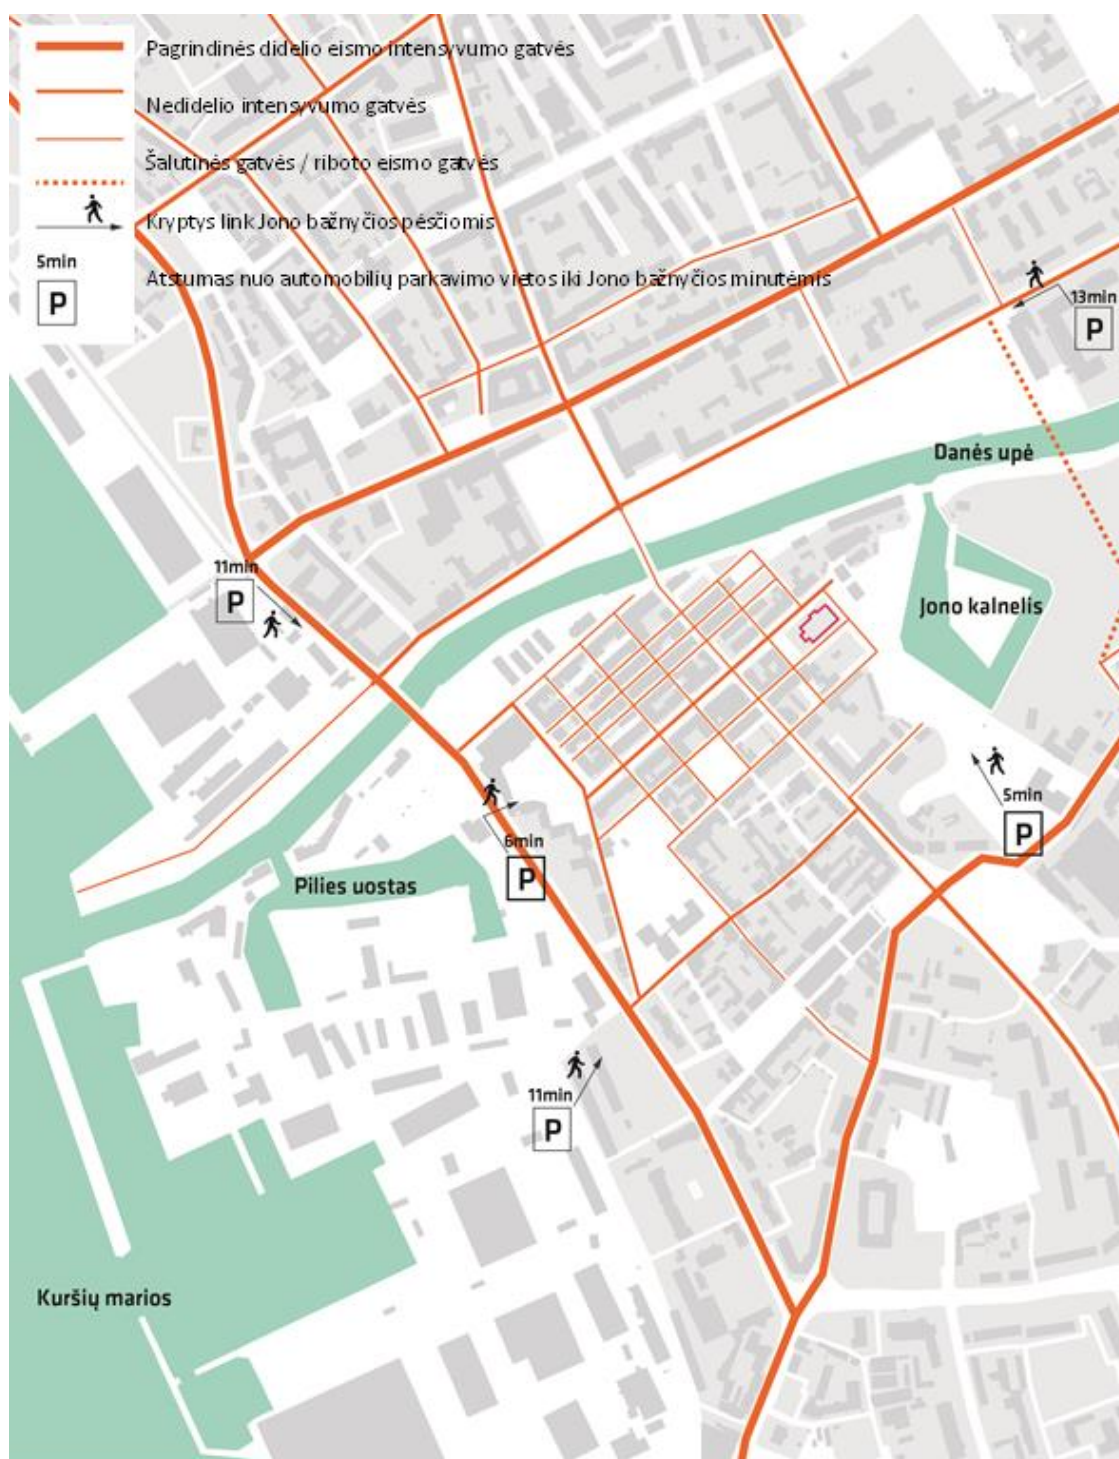 Pagrindinės didelio eismo intensyvumo gatvės
Nedidelio intensyvumo gatvės
Šalutinės gatvės / riboto eismo gatvės
Kryptys link Jono bažnyčios pėsčiomis
5min
P
Atstumas nuo automobilių parkavimo vietos iki Jono bažnyčios minutėmis
13min
P
Danės upė
11min
P
Jono kalnelis
5min
P
6min
P
Pilies uostas
11min
P
Kuršių marios